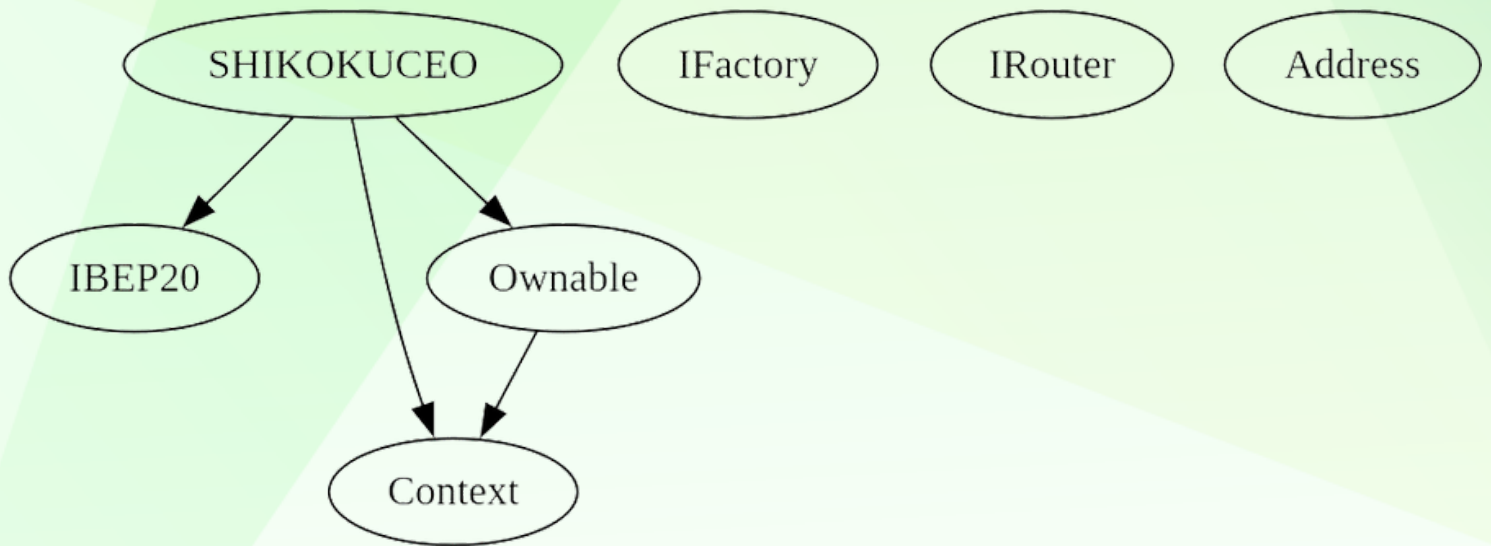 SHIKOKUCEO
IFactory
IRouter
Address
IBEP20
Ownable
Context